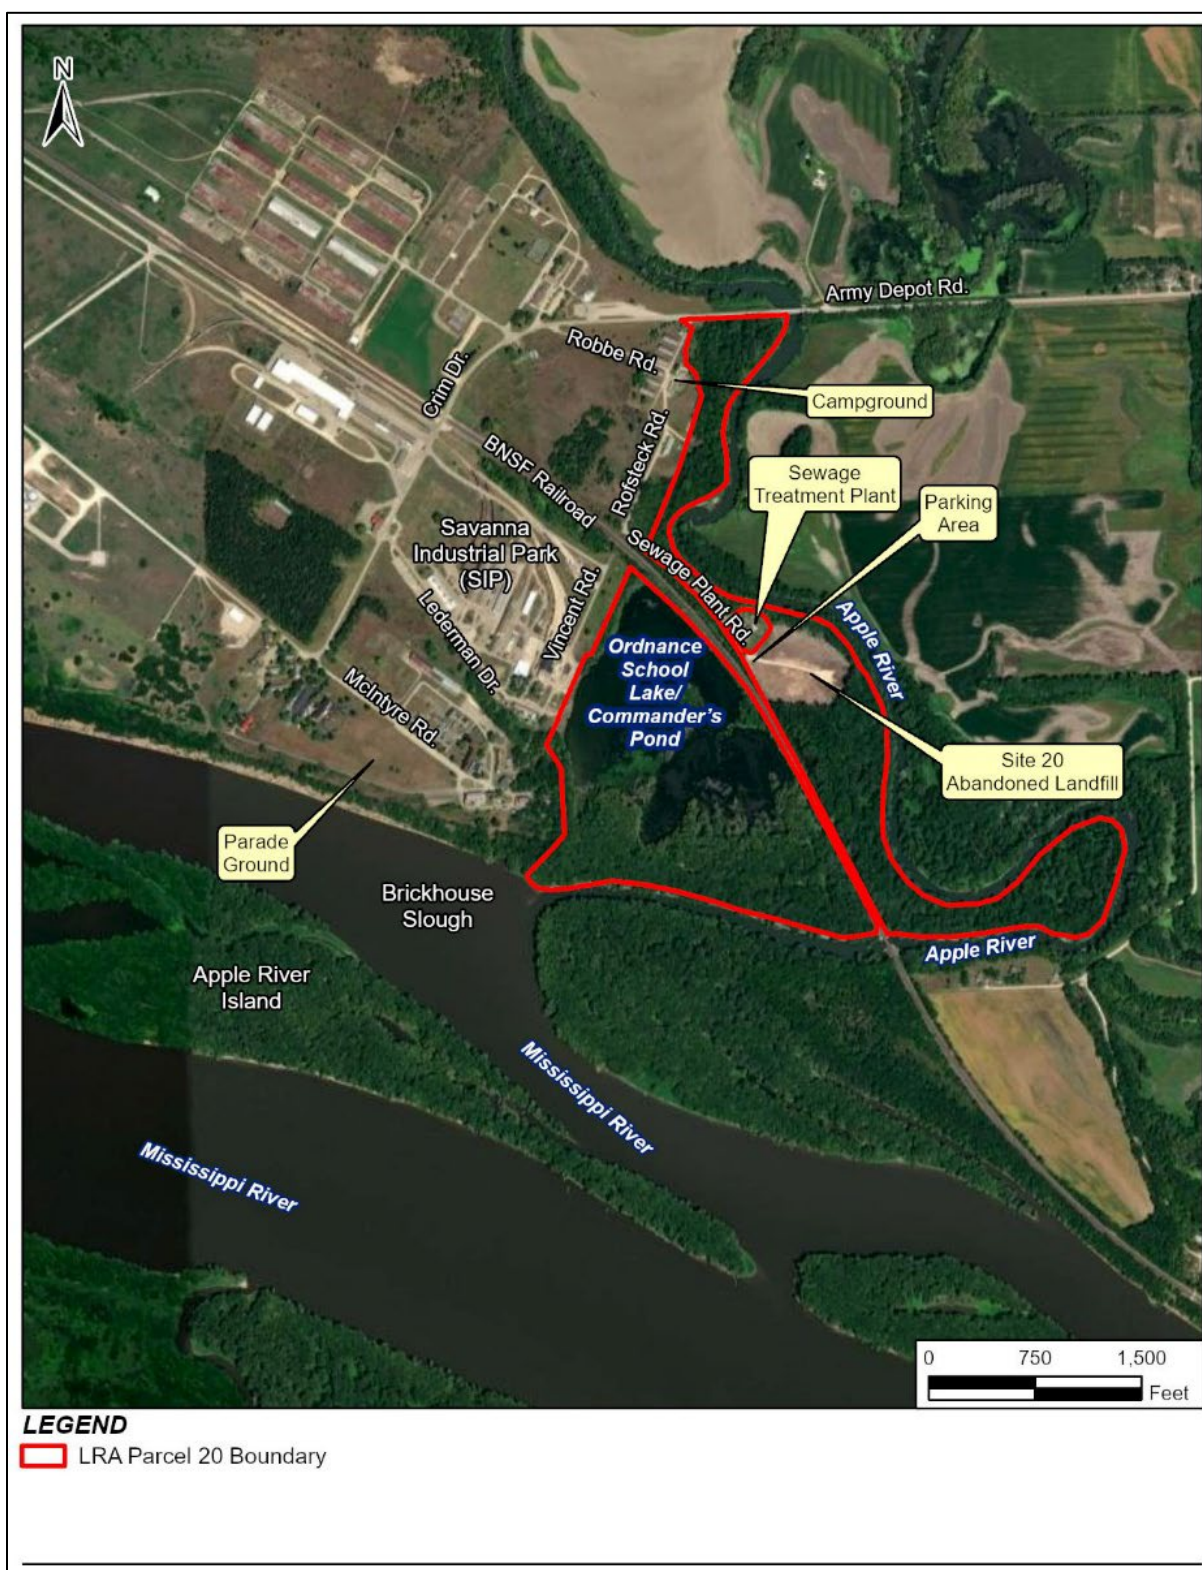 N
Army Depot Rd.
Robbe Rd.
Crim Dr.
Campground
BNSF Railroad
Rofsteck Rd.
Sewage
Treatment Plant
Parking
Area
Savanna
Industrial Park
(SIP)
Sewage Plant Rd.
Vincent Rd.
Lederman Dr.
Apple River
Ordnance
School
Lake/
Commander's
Pond
McIntyre Rd.
Site 20
Abandoned Landfill
Parade
Ground
Brickhouse
Slough
Apple River
Apple River
Island
Mississippi River
Mississippi River
0 750 1,500
Feet
LEGEND
LRA Parcel 20 Boundary